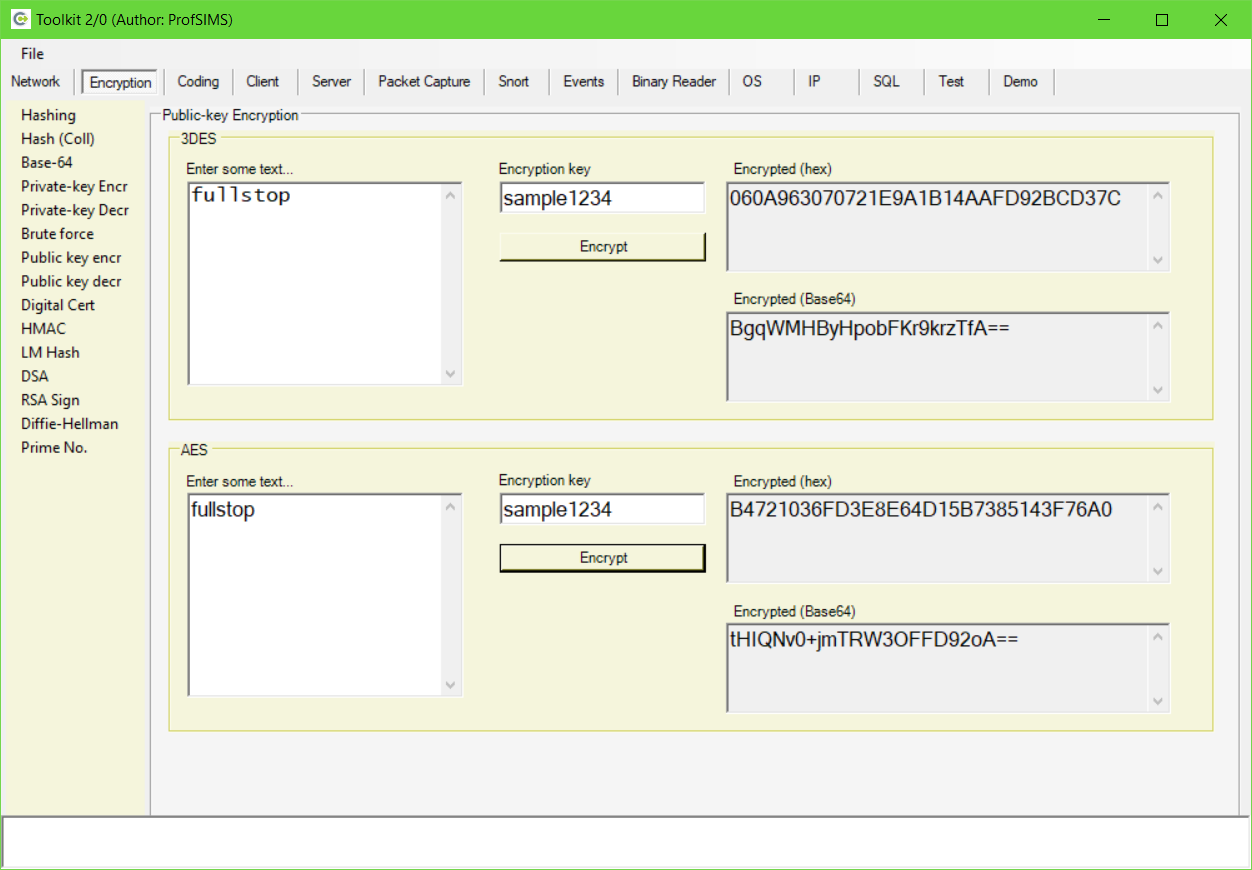 Toolkit 2/0 (Author: ProfSIMS)
File
Network Encryption Coding Client Server Packet Capture Snort Events Binary Reader OS IP SQL Test Demo
Hashing
Hash (Coll)
Base-64
Private-key Encr
Private-key Decr
Brute force
Public key encr
Public key decr
Digital Cert
HMAC
LM Hash
DSA
RSA Sign
Diffie-Hellman
Prime No.
Public-key Encryption
3DES
Enter some text...
fullstop
Encryption key
sample1234
Encrypt
Encrypted (hex)
060A963070721E9A1B14AAFD92BCD37C
Encrypted (Base64)
BgqWMHByHpobFKr9krzTfA==
AES
Enter some text...
fullstop
Encryption key
sample1234
Encrypt
Encrypted (hex)
B4721036FD3E8E64D15B7385143F76A0
Encrypted (Base64)
tHIQNv0+jmTRW3OFFD92oA==